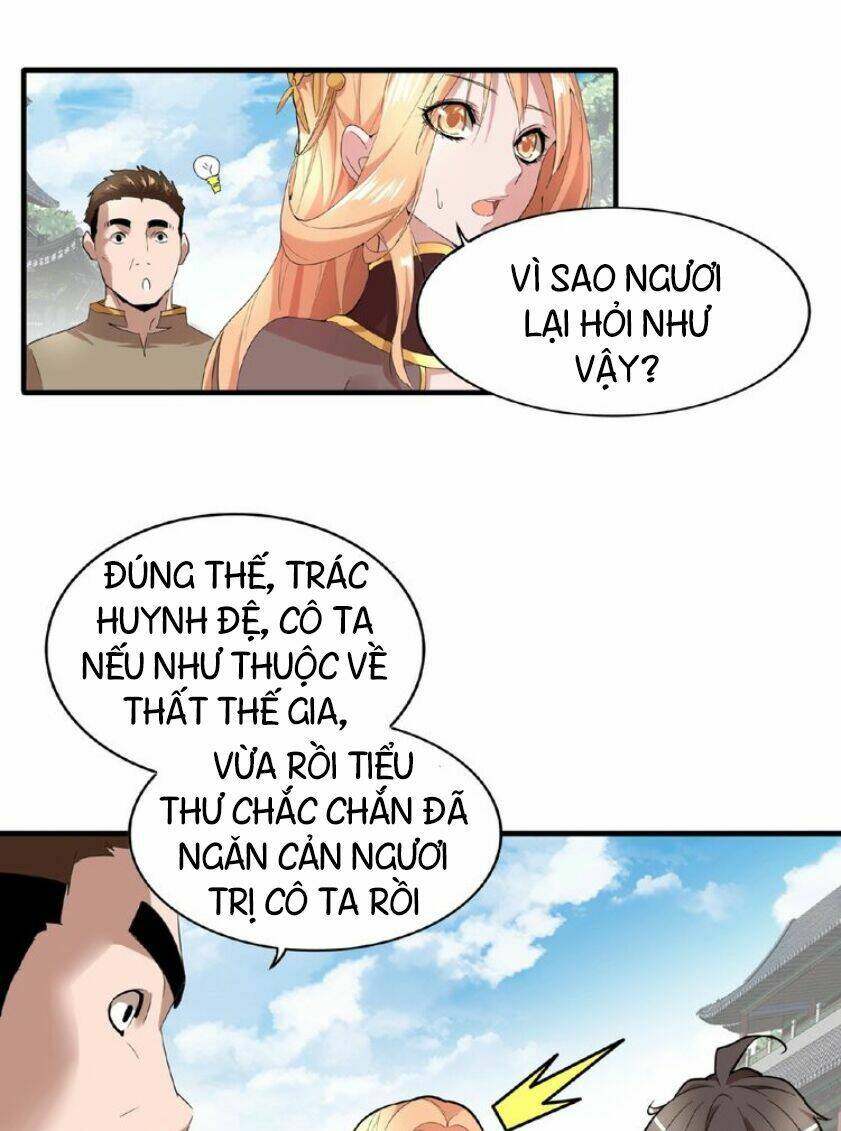 VÌ SAO NGƯƠI
LẠI HỎI NHƯ
VẬY?
ĐÚNG THẾ, TRÁC
HUYNH ĐỆ, CÔ TA
NẾU NHƯ THUỘC VỀ
THẤT THẾ GIA,
VỪA RỒI TIỂU
THƯ CHẮC CHẮN ĐÃ
NGĂN CẢN NGƯƠI
TRỊ CÔ TA RỒI